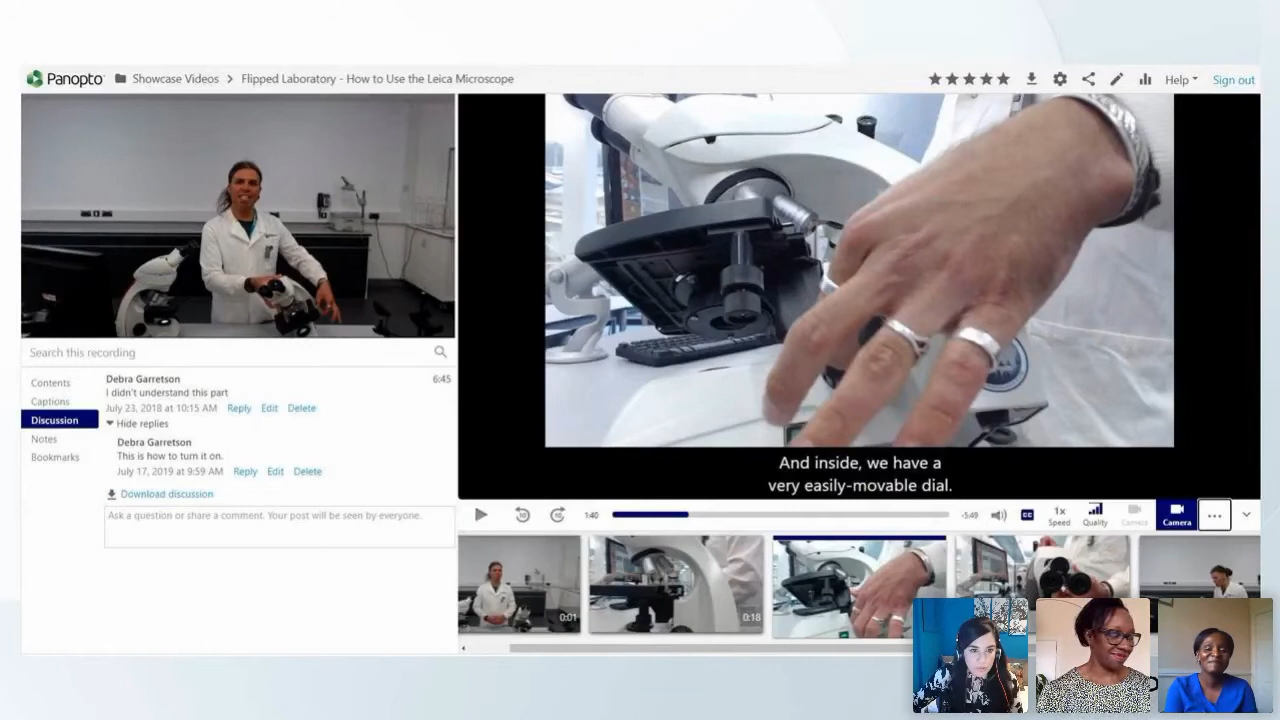 Panopto Showcase Videos > Flipped Laboratory - How to Use the Leica Microscope Help Sign out
Search this recording
Contents
Captions
Discussion
Notes
Bookmarks
Debra Garretson 6:45
I didn't understand this part
July 23, 2018 at 10:15 AM Reply Edit Delete
Hide replies
Debra Garretson
This is how to turn it on.
July 17, 2019 at 9:59 AM Reply Edit Delete
Download discussion
Ask a question or share a comment. Your post will be seen by everyone.
And inside, we have a
very easily-movable dial.
10 10 1:40 -5:49 CC 1x
Speed Quality Camera Camera ...
0:01 0:18